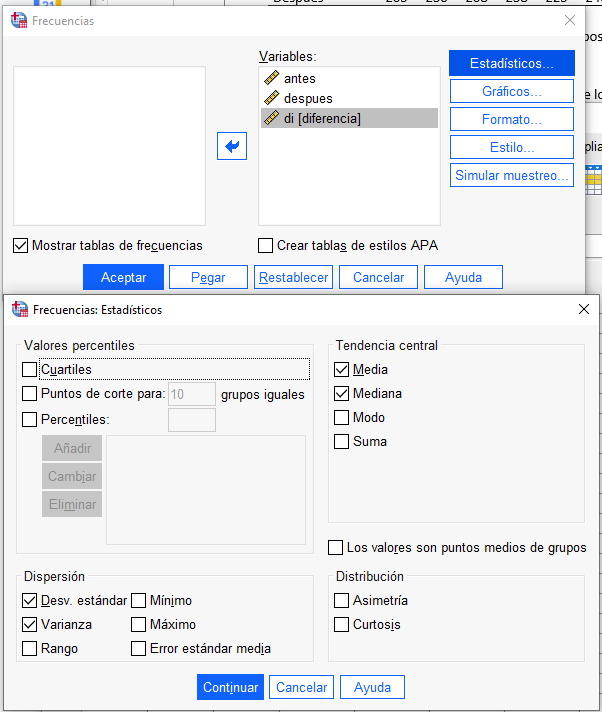 Frecuencias
Variables:
antes
despues
di [diferencia]
Estadísticos...
Gráficos...
Formato...
Estilo...
Simular muestreo...
Mostrar tablas de frecuencias
Crear tablas de estilos APA
Aceptar
Pegar
Restablecer
Cancelar
Ayuda
Frecuencias: Estadísticos
Valores percentiles
Cuartiles
Puntos de corte para: 10 grupos iguales
Percentiles:
Añadir
Cambiar
Eliminar
Tendencia central
Media
Mediana
Modo
Suma
Los valores son puntos medios de grupos
Dispersión
Desv. estándar Mínimo
Varianza Máximo
Rango Error estándar media
Distribución
Asimetría
Curtosis
Continuar
Cancelar
Ayuda